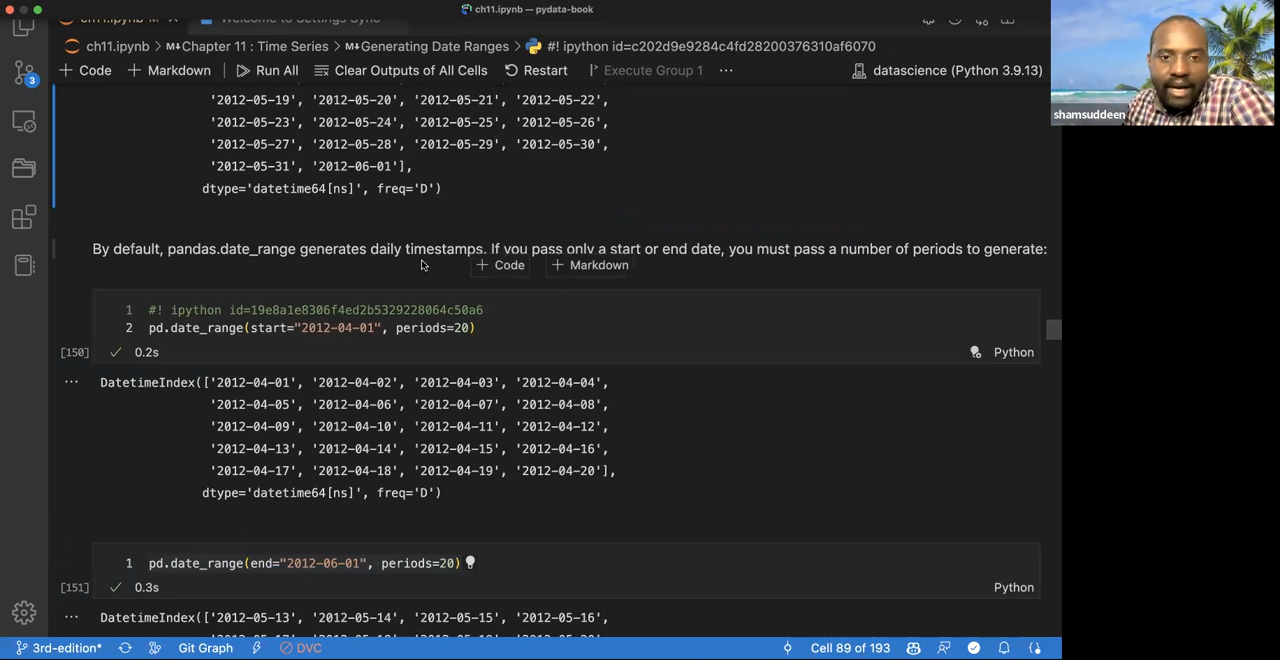 ch11.ipynb — pydata-book
ch11.ipynb M Welcome to Settings Sync
ch11.ipynb > M↓Chapter 11 : Time Series > M↓Generating Date Ranges > #! ipython id=c202d9e9284c4fd28200376310af6070
+ Code + Markdown Run All Clear Outputs of All Cells Restart Execute Group 1 ··· datascience (Python 3.9.13)
3
shamsuddeen
'2012-05-19', '2012-05-20', '2012-05-21', '2012-05-22',
'2012-05-23', '2012-05-24', '2012-05-25', '2012-05-26',
'2012-05-27', '2012-05-28', '2012-05-29', '2012-05-30',
'2012-05-31', '2012-06-01'],
dtype='datetime64[ns]', freq='D')
By default, pandas.date_range generates daily timestamps. If you pass only a start or end date, you must pass a number of periods to generate:
+ Code + Markdown
1 #! ipython id=19e8a1e8306f4ed2b5329228064c50a6
2 pd.date_range(start="2012-04-01", periods=20)
[150] ✓ 0.2s Python
··· DatetimeIndex(['2012-04-01', '2012-04-02', '2012-04-03', '2012-04-04',
'2012-04-05', '2012-04-06', '2012-04-07', '2012-04-08',
'2012-04-09', '2012-04-10', '2012-04-11', '2012-04-12',
'2012-04-13', '2012-04-14', '2012-04-15', '2012-04-16',
'2012-04-17', '2012-04-18', '2012-04-19', '2012-04-20'],
dtype='datetime64[ns]', freq='D')
1 pd.date_range(end="2012-06-01", periods=20)
[151] ✓ 0.3s Python
··· DatetimeIndex(['2012-05-13', '2012-05-14', '2012-05-15', '2012-05-16',
3rd-edition* Git Graph DVC Cell 89 of 193